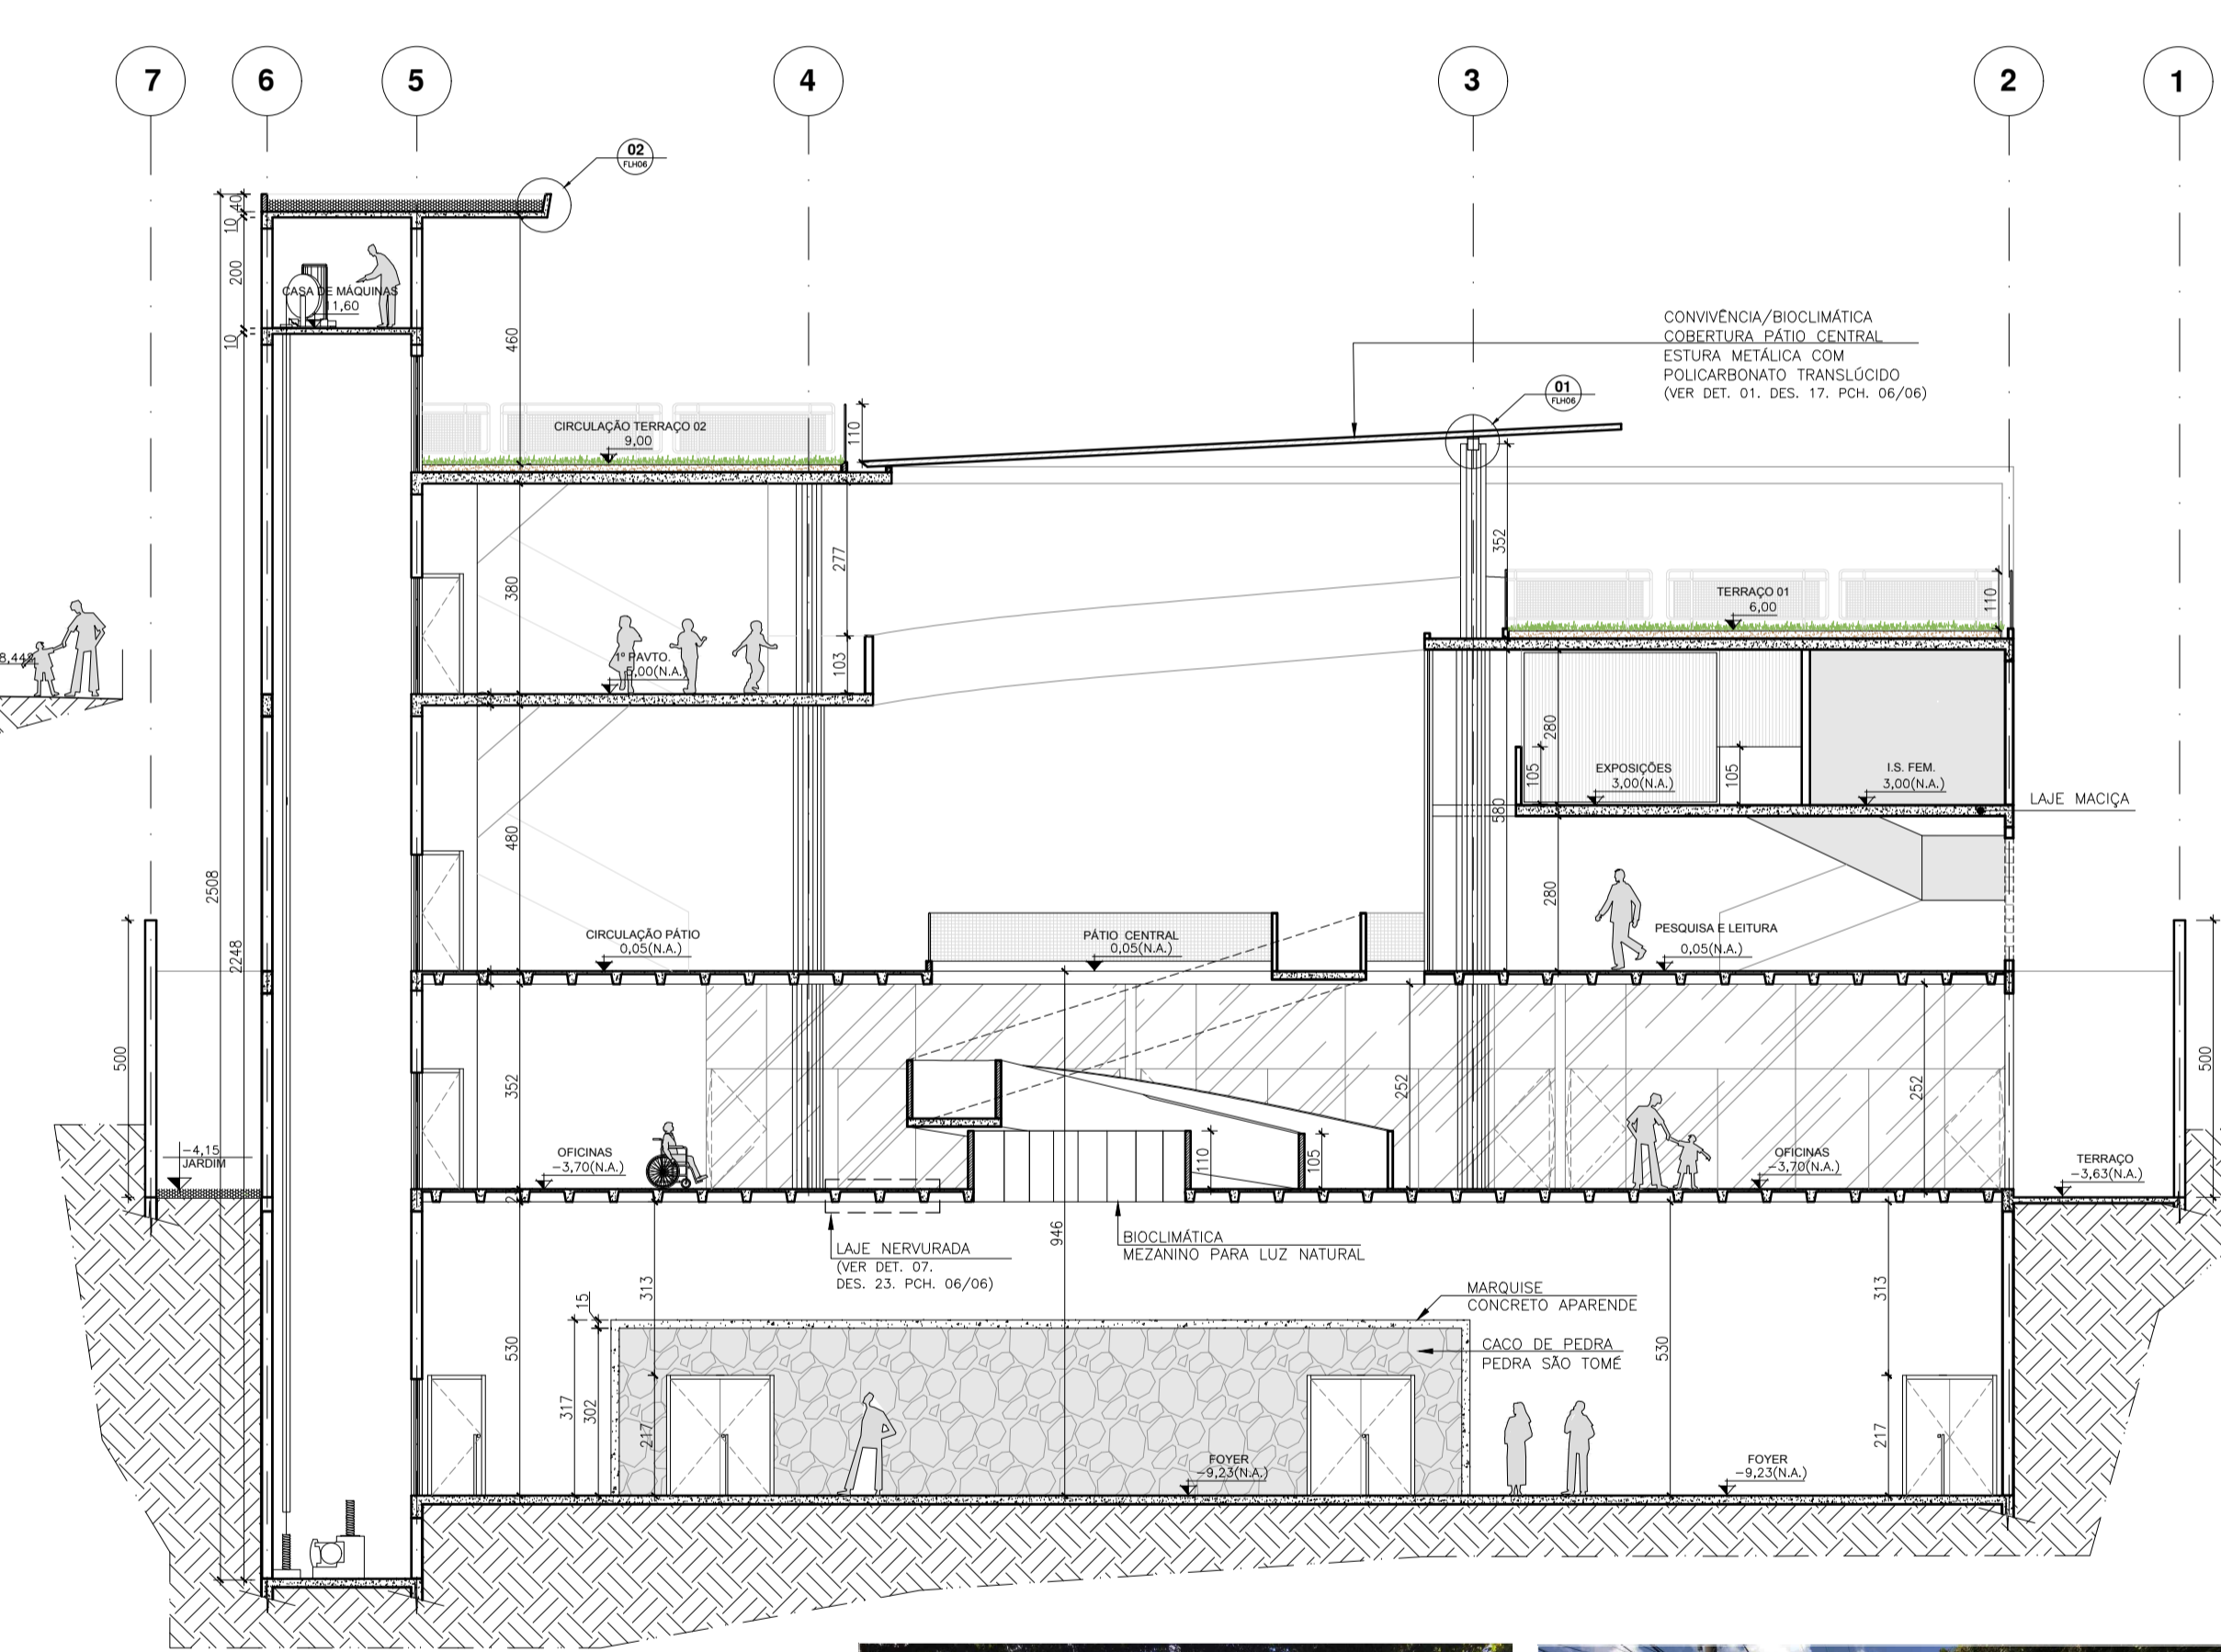 7 6 5 4 3 2 1
02
FLH06
40
10
200
10
CASA DE MÁQUINAS
11,60
460
CONVIVÊNCIA/BIOCLIMÁTICA
COBERTURA PÁTIO CENTRAL
ESTURA METÁLICA COM
POLICARBONATO TRANSLÚCIDO
(VER DET. 01. DES. 17. PCH. 06/06)
01
FLH06
CIRCULAÇÃO TERRAÇO 02
9,00
110
352
380
277
103
TERRAÇO 01
6,00
110
1º PAVTO.
5,00(N.A.)
280
105
105
EXPOSIÇÕES
3,00(N.A.)
I.S. FEM.
3,00(N.A.)
LAJE MACIÇA
580
480
280
2508
2248
CIRCULAÇÃO PÁTIO
0,05(N.A.)
PÁTIO CENTRAL
0,05(N.A.)
PESQUISA E LEITURA
0,05(N.A.)
500
500
352
252
252
−4,15
JARDIM
OFICINAS
−3,70(N.A.)
110
105
OFICINAS
−3,70(N.A.)
TERRAÇO
−3,63(N.A.)
946
LAJE NERVURADA
(VER DET. 07.
DES. 23. PCH. 06/06)
BIOCLIMÁTICA
MEZANINO PARA LUZ NATURAL
MARQUISE
CONCRETO APARENDE
CACO DE PEDRA
PEDRA SÃO TOMÉ
15
313
530
317
302
217
530
313
217
FOYER
−9,23(N.A.)
FOYER
−9,23(N.A.)